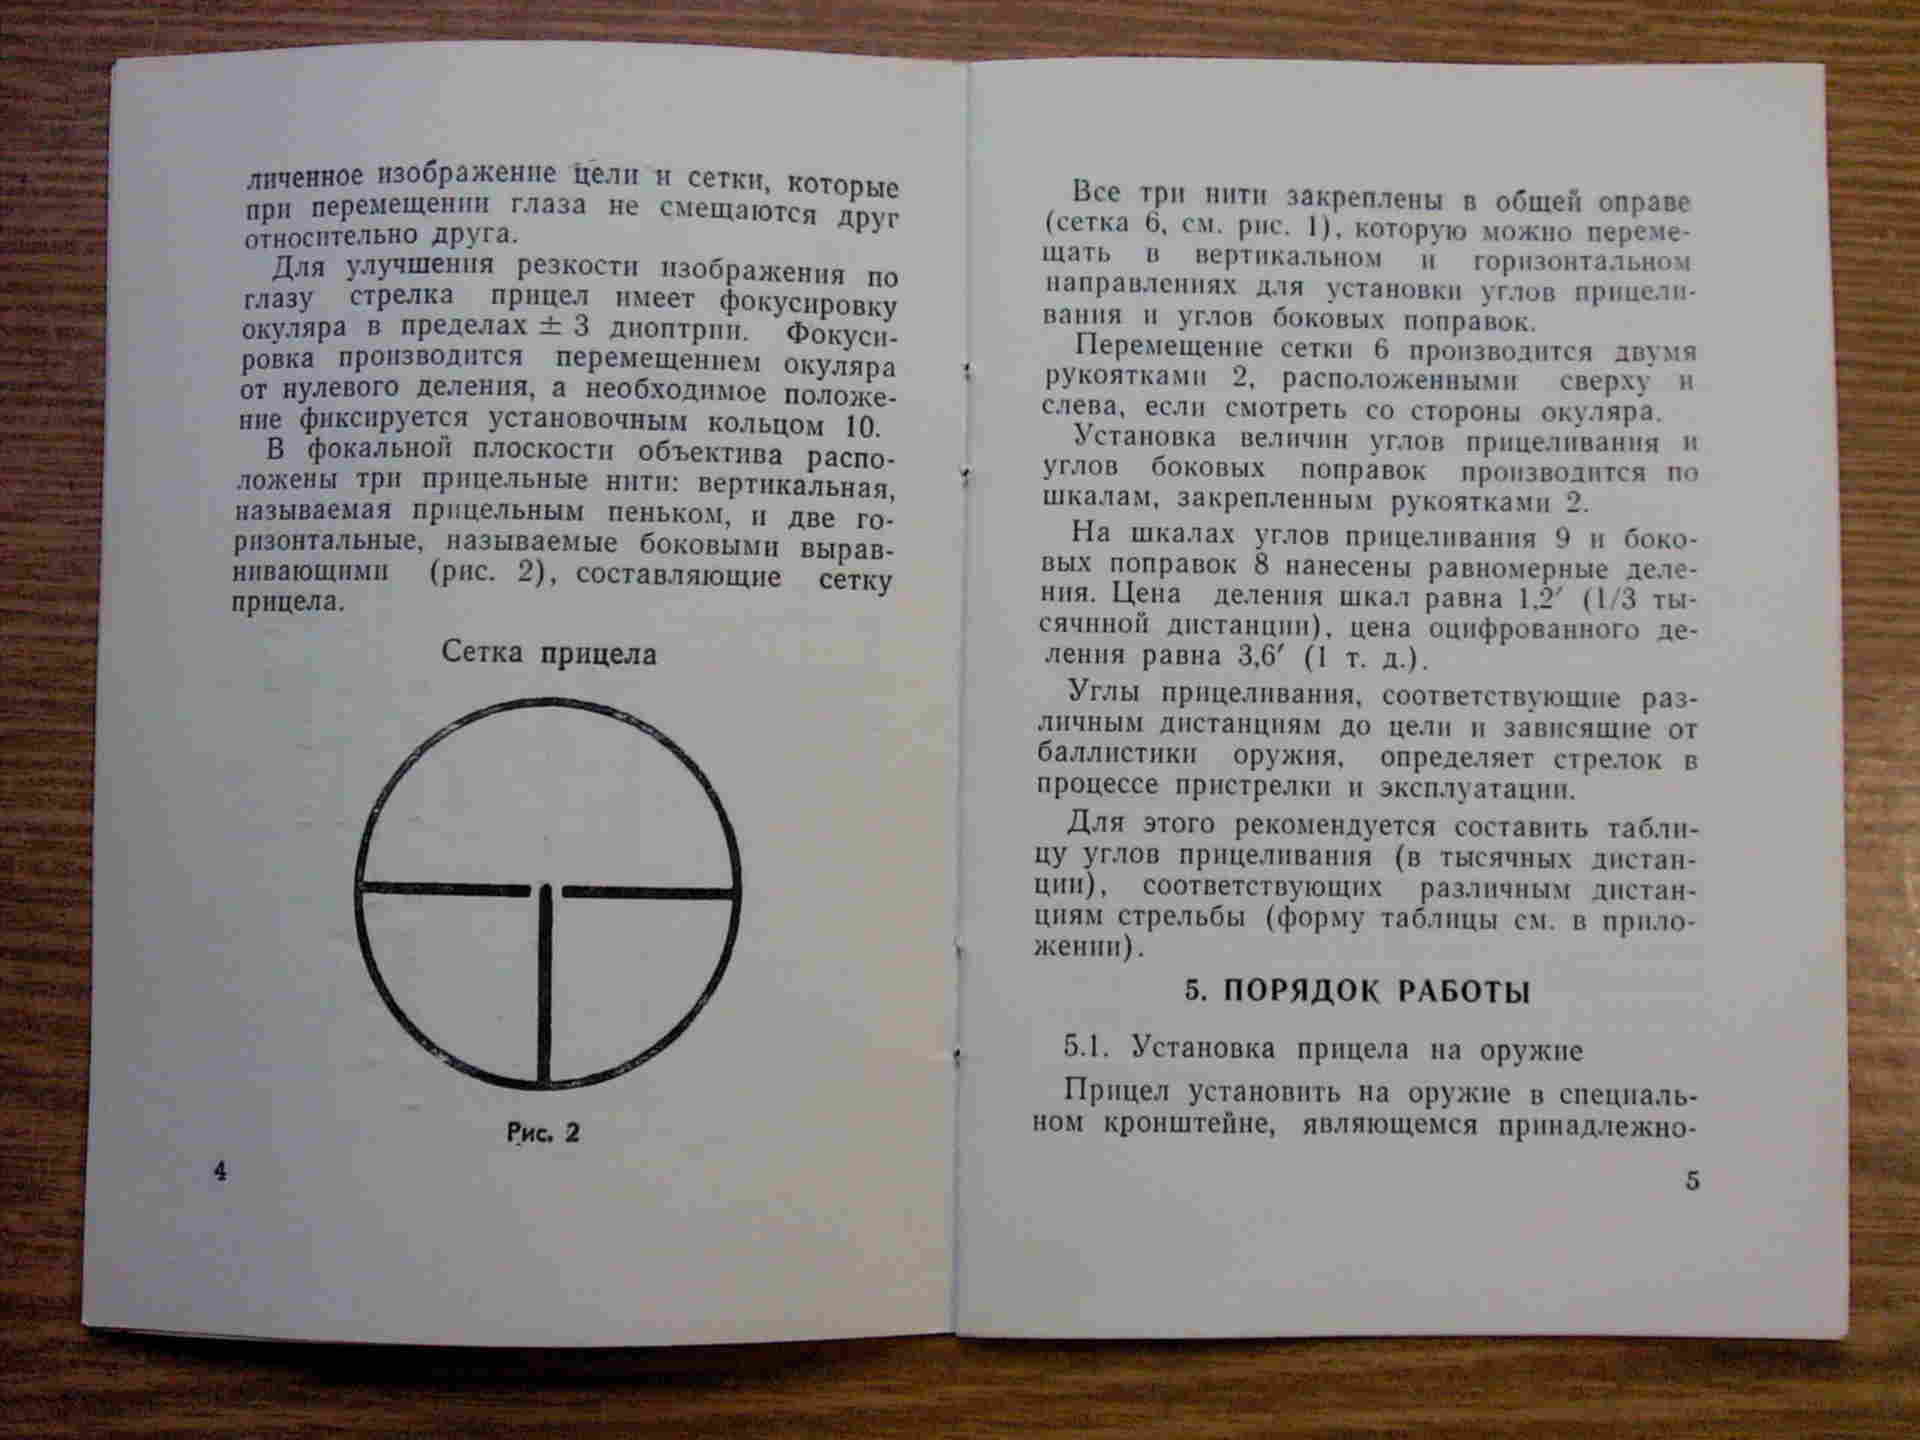 личенное изображение цели и сетки, которые
при перемещении глаза не смещаются друг
относительно друга.
Для улучшения резкости изображения по
глазу стрелка прицел имеет фокусировку
окуляра в пределах ± 3 диоптрии. Фокуси-
ровка производится перемещением окуляра
от нулевого деления, а необходимое положе-
ние фиксируется установочным кольцом 10.
В фокальной плоскости объектива распо-
ложены три прицельные нити: вертикальная,
называемая прицельным пеньком, и две го-
ризонтальные, называемые боковыми вырав-
нивающими (рис. 2), составляющие сетку
прицела.
Сетка прицела
Рис. 2
4
Все три нити закреплены в общей оправе
(сетка 6, см. рис. 1), которую можно переме-
щать в вертикальном и горизонтальном
направлениях для установки углов прицели-
вания и углов боковых поправок.
Перемещение сетки 6 производится двумя
рукоятками 2, расположенными сверху и
слева, если смотреть со стороны окуляра.
Установка величин углов прицеливания и
углов боковых поправок производится по
шкалам, закрепленным рукоятками 2.
На шкалах углов прицеливания 9 и боко-
вых поправок 8 нанесены равномерные деле-
ния. Цена деления шкал равна 1,2′ (1/3 ты-
сячнной дистанции), цена оцифрованного де-
ления равна 3,6′ (1 т. д.).
Углы прицеливания, соответствующие раз-
личным дистанциям до цели и зависящие от
баллистики оружия, определяет стрелок в
процессе пристрелки и эксплуатации.
Для этого рекомендуется составить табли-
цу углов прицеливания (в тысячных дистан-
ции), соответствующих различным дистан-
циям стрельбы (форму таблицы см. в прило-
жении).
5. ПОРЯДОК РАБОТЫ
5.1. Установка прицела на оружие
Прицел установить на оружие в специаль-
ном кронштейне, являющемся принадлежно-
5